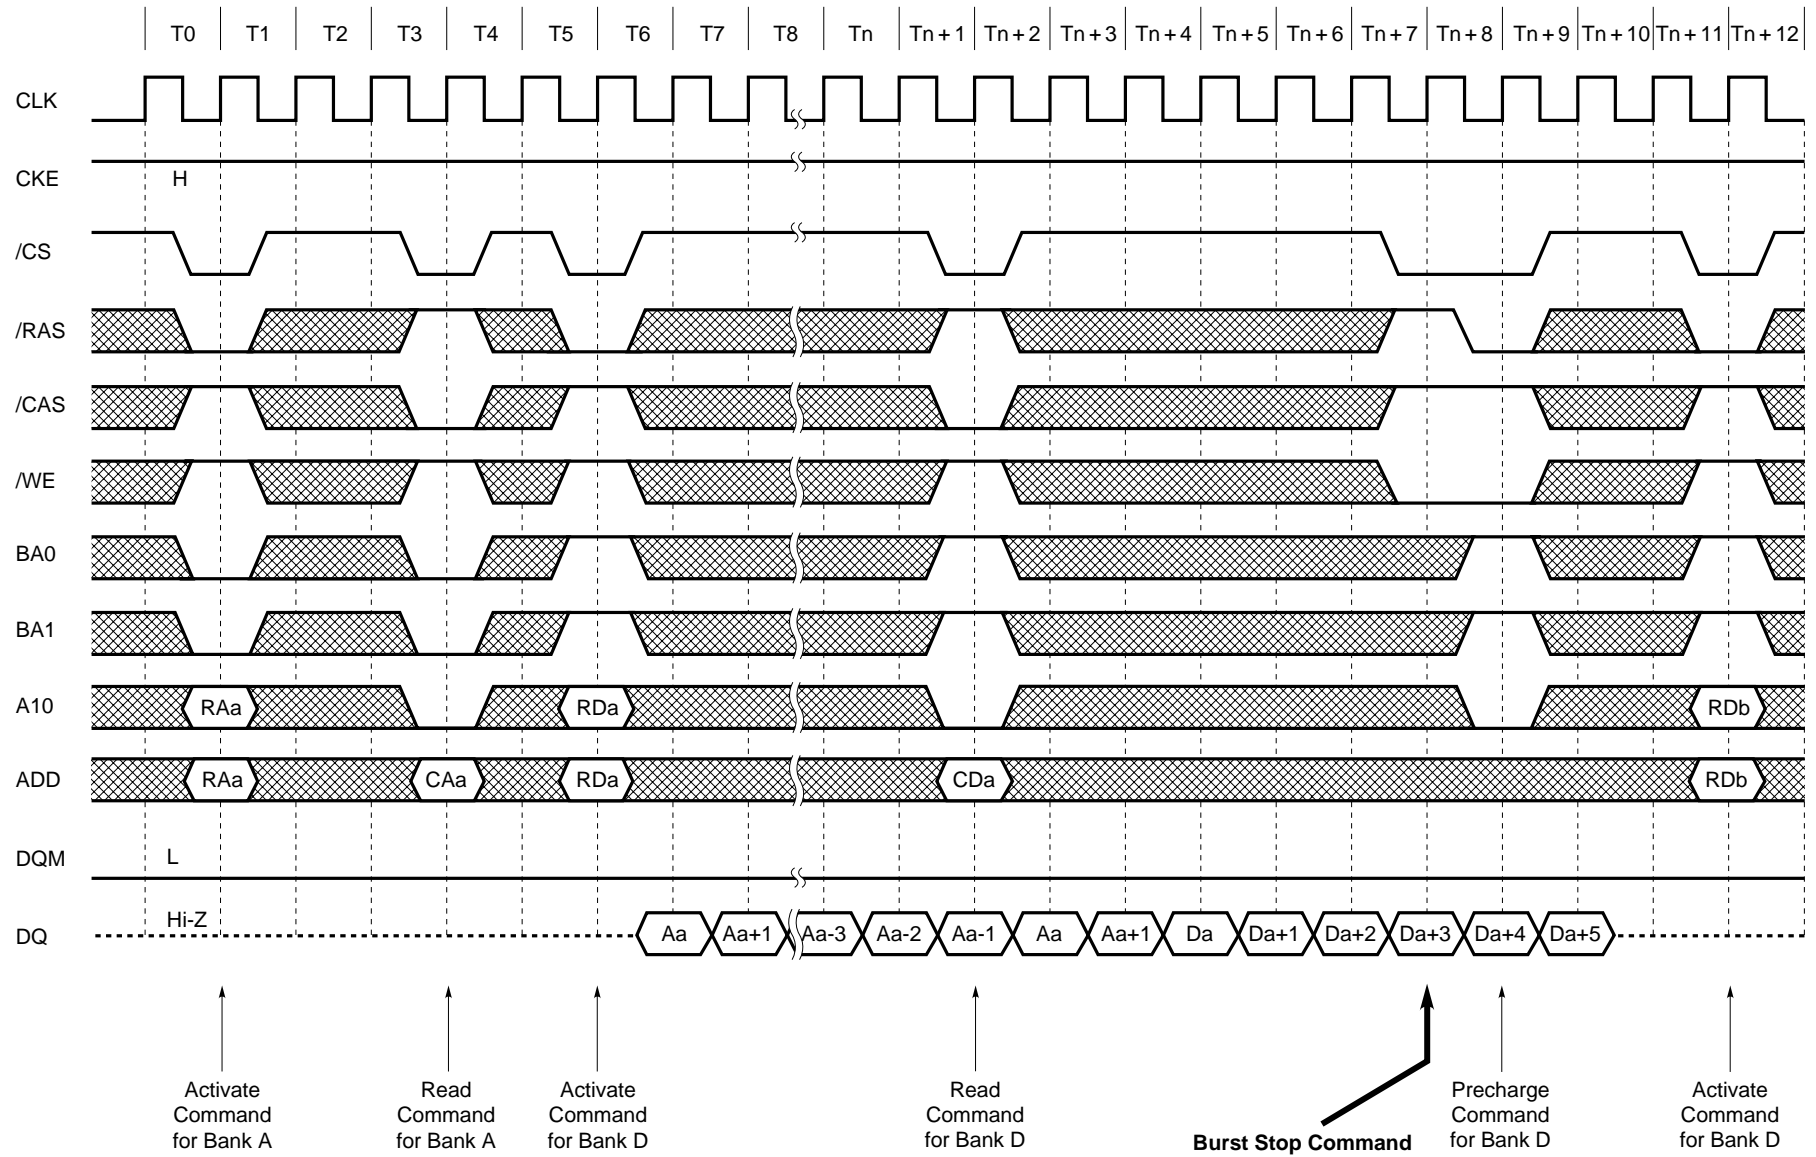 T0 T1 T2 T3 T4 T5 T6 T7 T8 Tn Tn + 1 Tn + 2 Tn + 3 Tn + 4 Tn + 5 Tn + 6 Tn + 7 Tn + 8 Tn + 9 Tn + 10 Tn + 11 Tn + 12
CLK
CKE H
/CS
/RAS
/CAS
/WE
BA0
BA1
A10 RAa RDa RDb
ADD RAa CAa RDa CDa RDb
DQM L
DQ Hi-Z Aa Aa+1 Aa-3 Aa-2 Aa-1 Aa Aa+1 Da Da+1 Da+2 Da+3 Da+4 Da+5
Activate
Command
for Bank A
Read
Command
for Bank A
Activate
Command
for Bank D
Read
Command
for Bank D
Burst Stop Command
Precharge
Command
for Bank D
Activate
Command
for Bank D